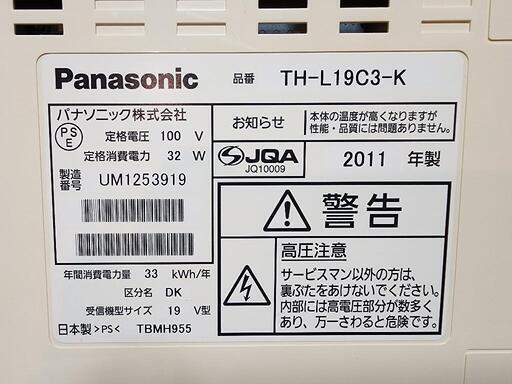 Panasonic 品番 TH-L19C3-K
パナソニック株式会社
PS
E
定格電圧 100 V
定格消費電力 32 W
製造
番号 UM1253919
お知らせ
本体の温度が高くなりますが
性能・品質には問題ありません。
JQA
JQ10009
2011 年製
警告
高圧注意
サービスマン以外の方は、
裏ぶたをあけないでください。
内部には高電圧部分が数多く
あり、万一さわると危険です。
年間消費電力量 33 kWh/年
区分名 DK
受信機型サイズ 19 V型
日本製 >PS< TBMH955